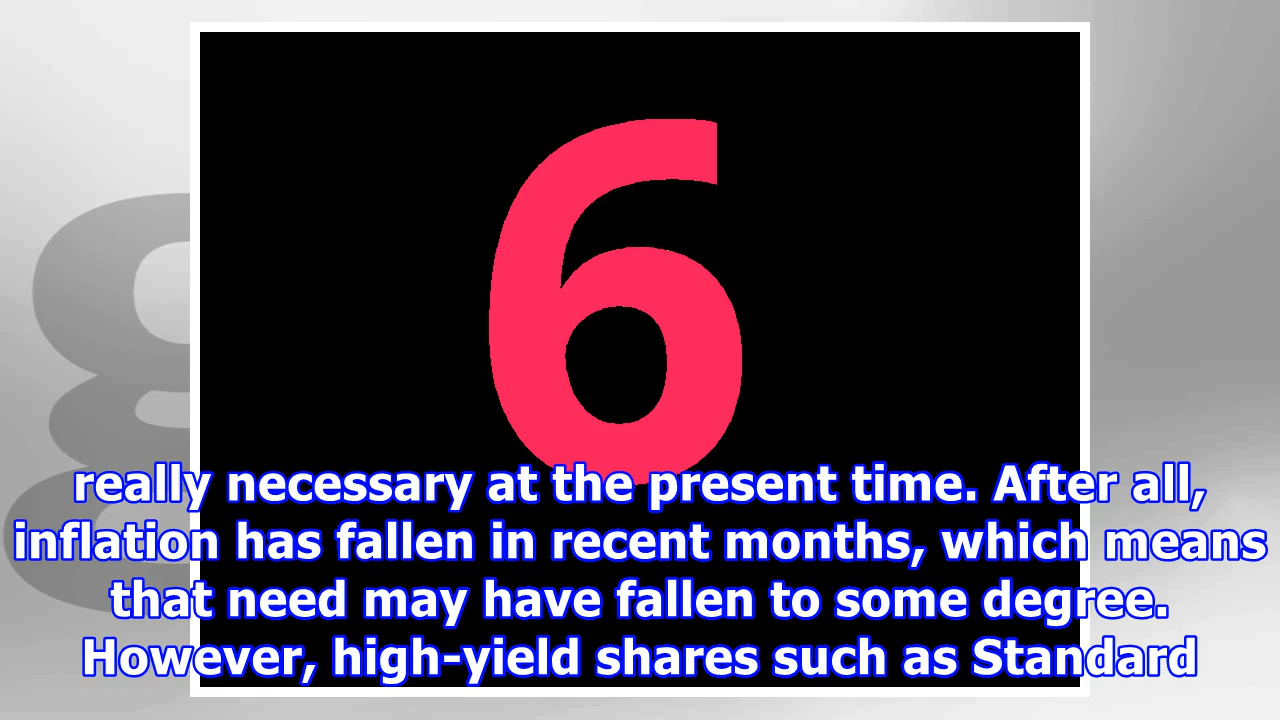 6
really necessary at the present time. After all,
inflation has fallen in recent months, which means
that need may have fallen to some degree.
However, high-yield shares such as Standard